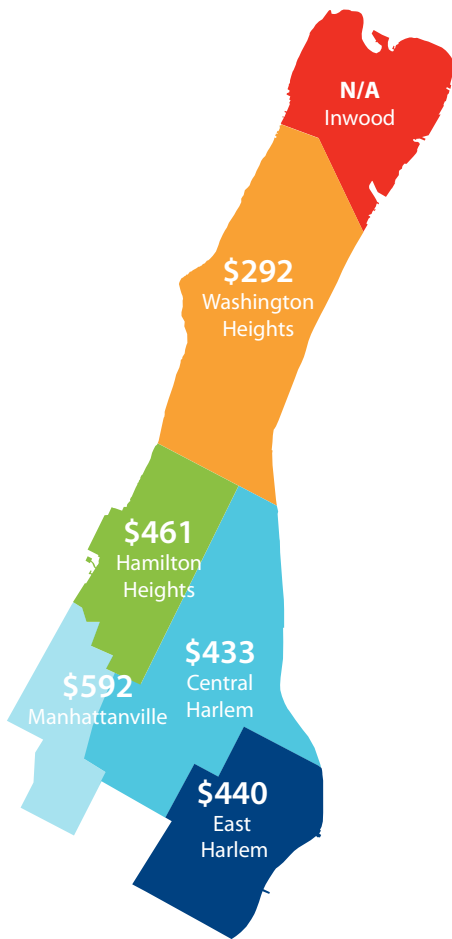 N/A
Inwood
$292
Washington
Heights
$461
Hamilton
Heights
$433
Central
Harlem
$592
Manhattanville
$440
East
Harlem